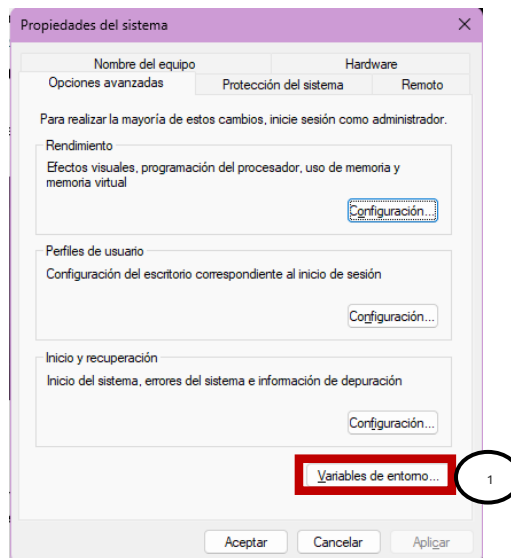 Propiedades del sistema
Nombre del equipo
Hardware
Opciones avanzadas
Protección del sistema
Remoto
Para realizar la mayoría de estos cambios, inicie sesión como administrador.
Rendimiento
Efectos visuales, programación del procesador, uso de memoria y
memoria virtual
Configuración...
Perfiles de usuario
Configuración del escritorio correspondiente al inicio de sesión
Configuración...
Inicio y recuperación
Inicio del sistema, errores del sistema e información de depuración
Configuración...
Variables de entorno...
1
Aceptar
Cancelar
Aplicar